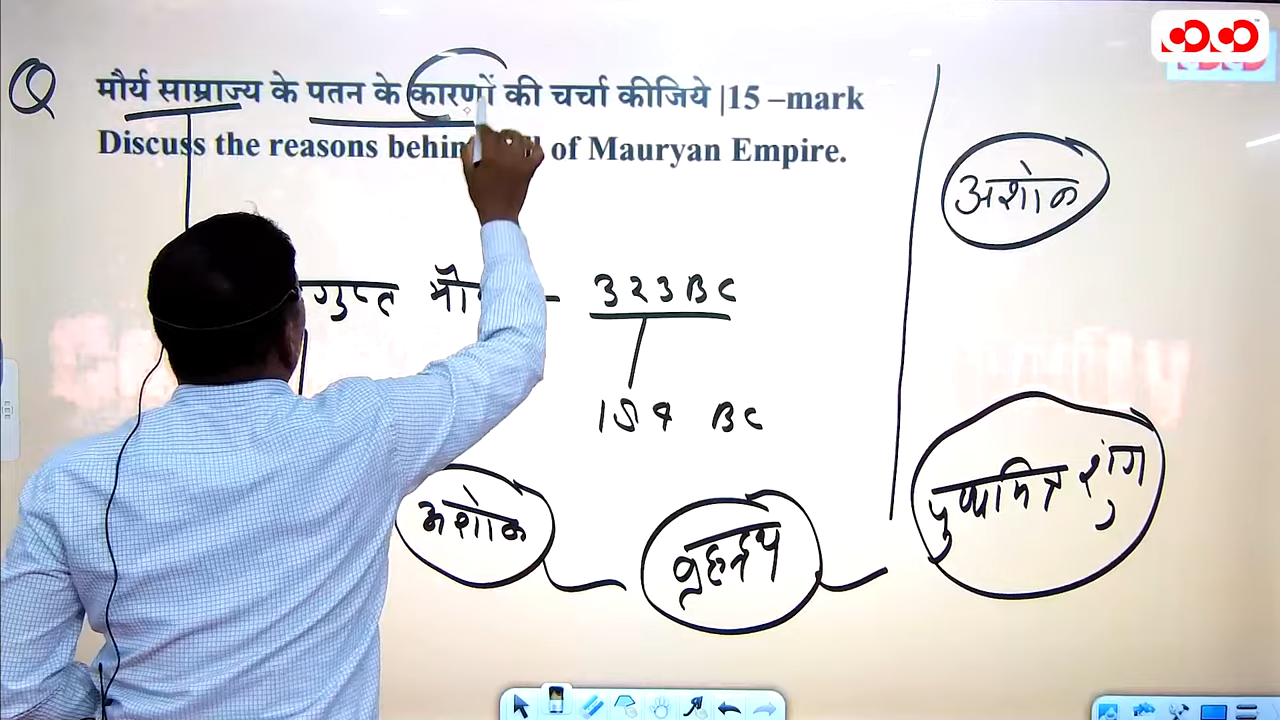 Q मौर्य साम्राज्य के पतन के कारणों की चर्चा कीजिये |15 –mark
Discuss the reasons behind of Mauryan Empire.
अशोक
गुप्त मौ – 323 BC
184 BC
अशोक
बृहद्रथ
पुष्यमित्र शुंग